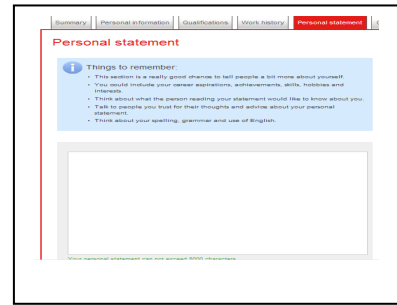 Summary Personal information Qualifications Work history Personal statement
Personal statement
Things to remember:
• This section is a really good chance to tell people a bit more about yourself.
• You could include your career aspirations, achievements, skills, hobbies and
interests.
• Think about what the person reading your statement would like to know about you.
• Talk to people you trust for their thoughts and advice about your personal
statement.
• Think about your spelling, grammar and use of English.
Your personal statement can not exceed 5000 characters